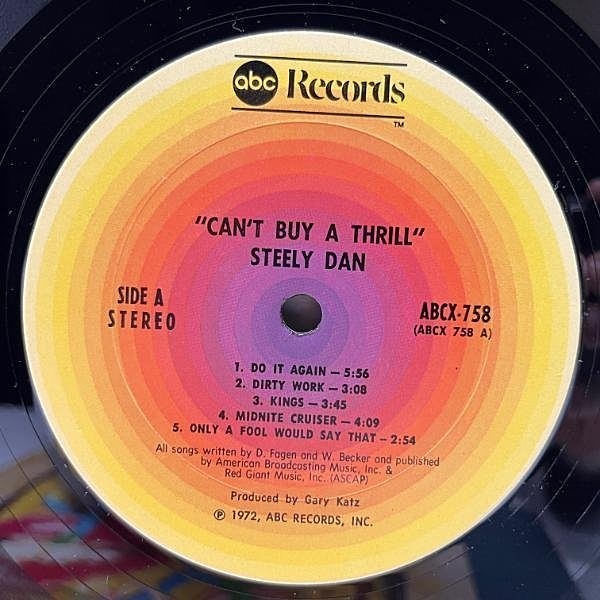 abc Records
TM
"CAN'T BUY A THRILL"
STEELY DAN
SIDE A
STEREO
ABCX-758
(ABCX 758 A)
1. DO IT AGAIN — 5:56
2. DIRTY WORK — 3:08
3. KINGS — 3:45
4. MIDNITE CRUISER — 4:09
5. ONLY A FOOL WOULD SAY THAT — 2:54
All songs written by D. Fagen and W. Becker and published
by American Broadcasting Music, Inc. &
Red Giant Music, Inc. (ASCAP)
Produced by Gary Katz
℗ 1972, ABC RECORDS, INC.